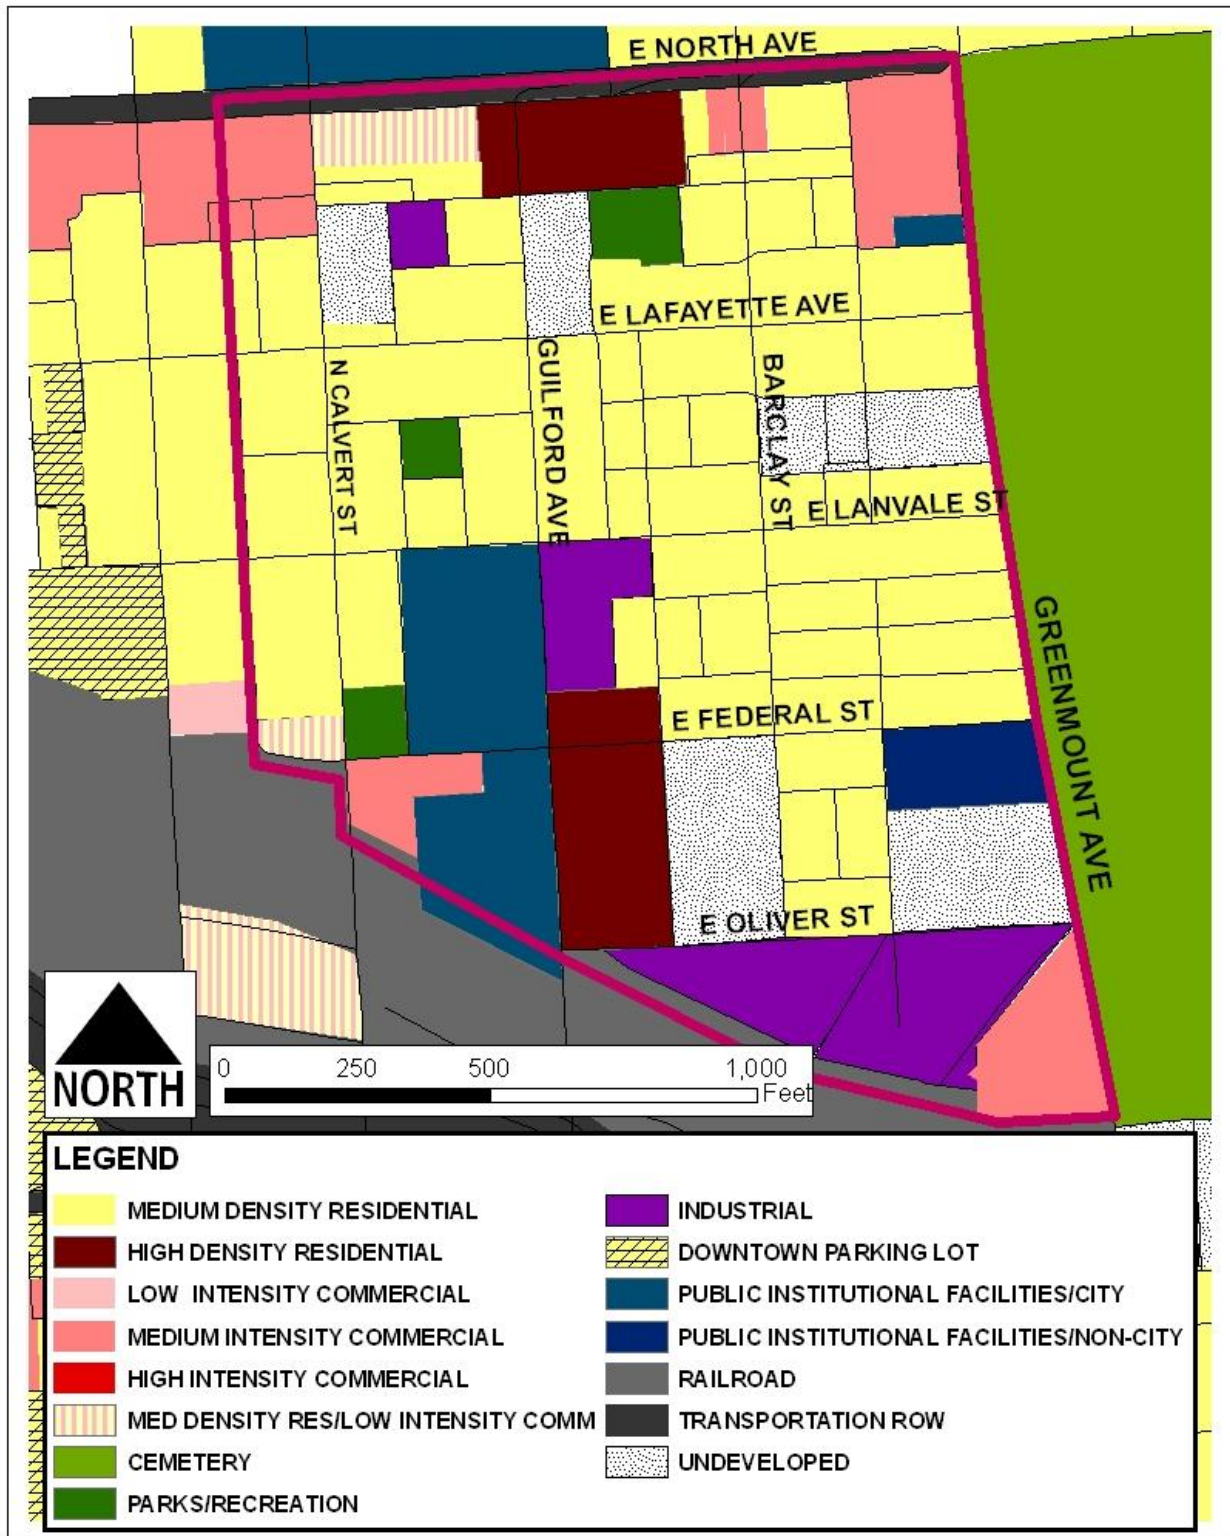 E NORTH AVE
E LAFAYETTE AVE
N CALVERT ST
GUILFORD AVE
BARCLAY ST
E LANVALE ST
GREENMOUNT AVE
E FEDERAL ST
E OLIVER ST
NORTH
0 250 500 1,000
Feet
LEGEND
MEDIUM DENSITY RESIDENTIAL
HIGH DENSITY RESIDENTIAL
LOW INTENSITY COMMERCIAL
MEDIUM INTENSITY COMMERCIAL
HIGH INTENSITY COMMERCIAL
MED DENSITY RES/LOW INTENSITY COMM
CEMETERY
PARKS/RECREATION
INDUSTRIAL
DOWNTOWN PARKING LOT
PUBLIC INSTITUTIONAL FACILITIES/CITY
PUBLIC INSTITUTIONAL FACILITIES/NON-CITY
RAILROAD
TRANSPORTATION ROW
UNDEVELOPED